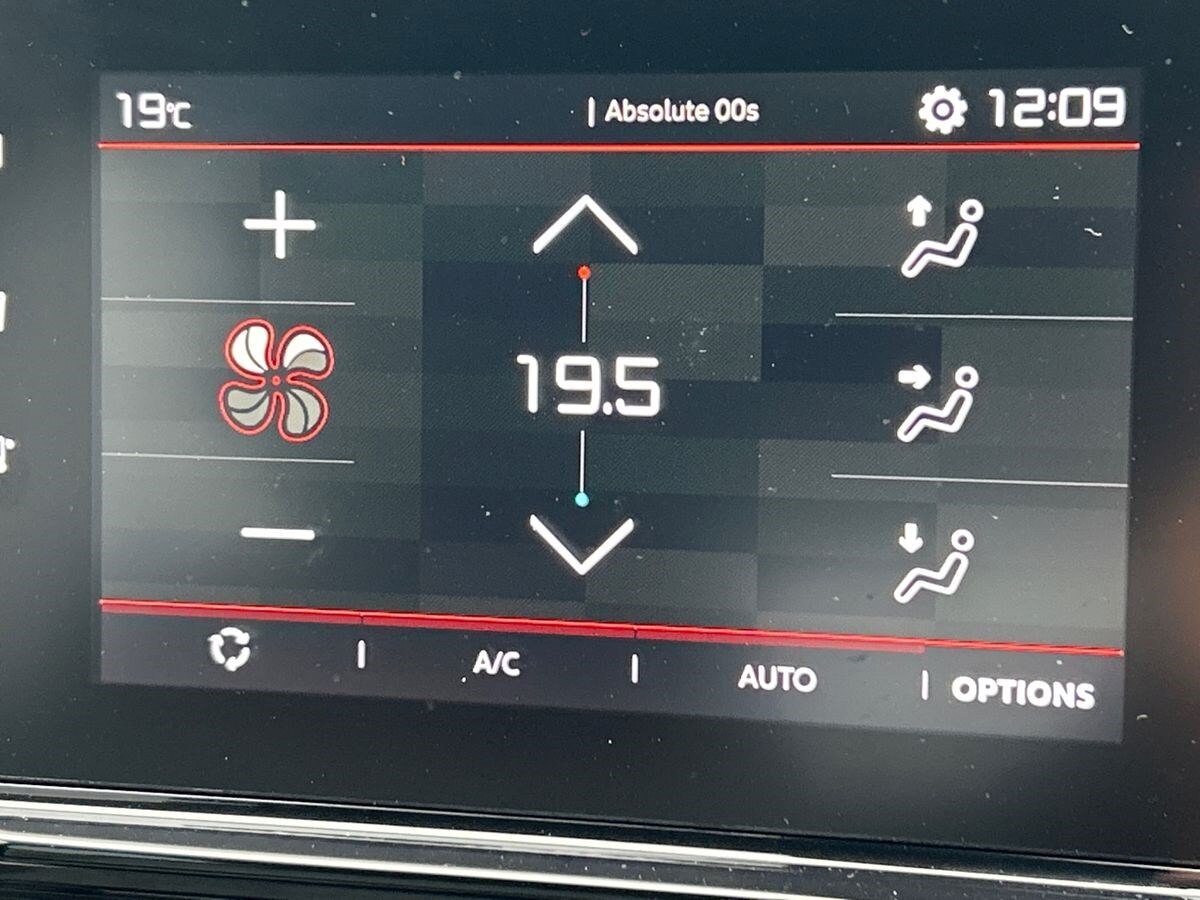 19°C
| Absolute 00s
12:09
19.5
A/C
AUTO
OPTIONS